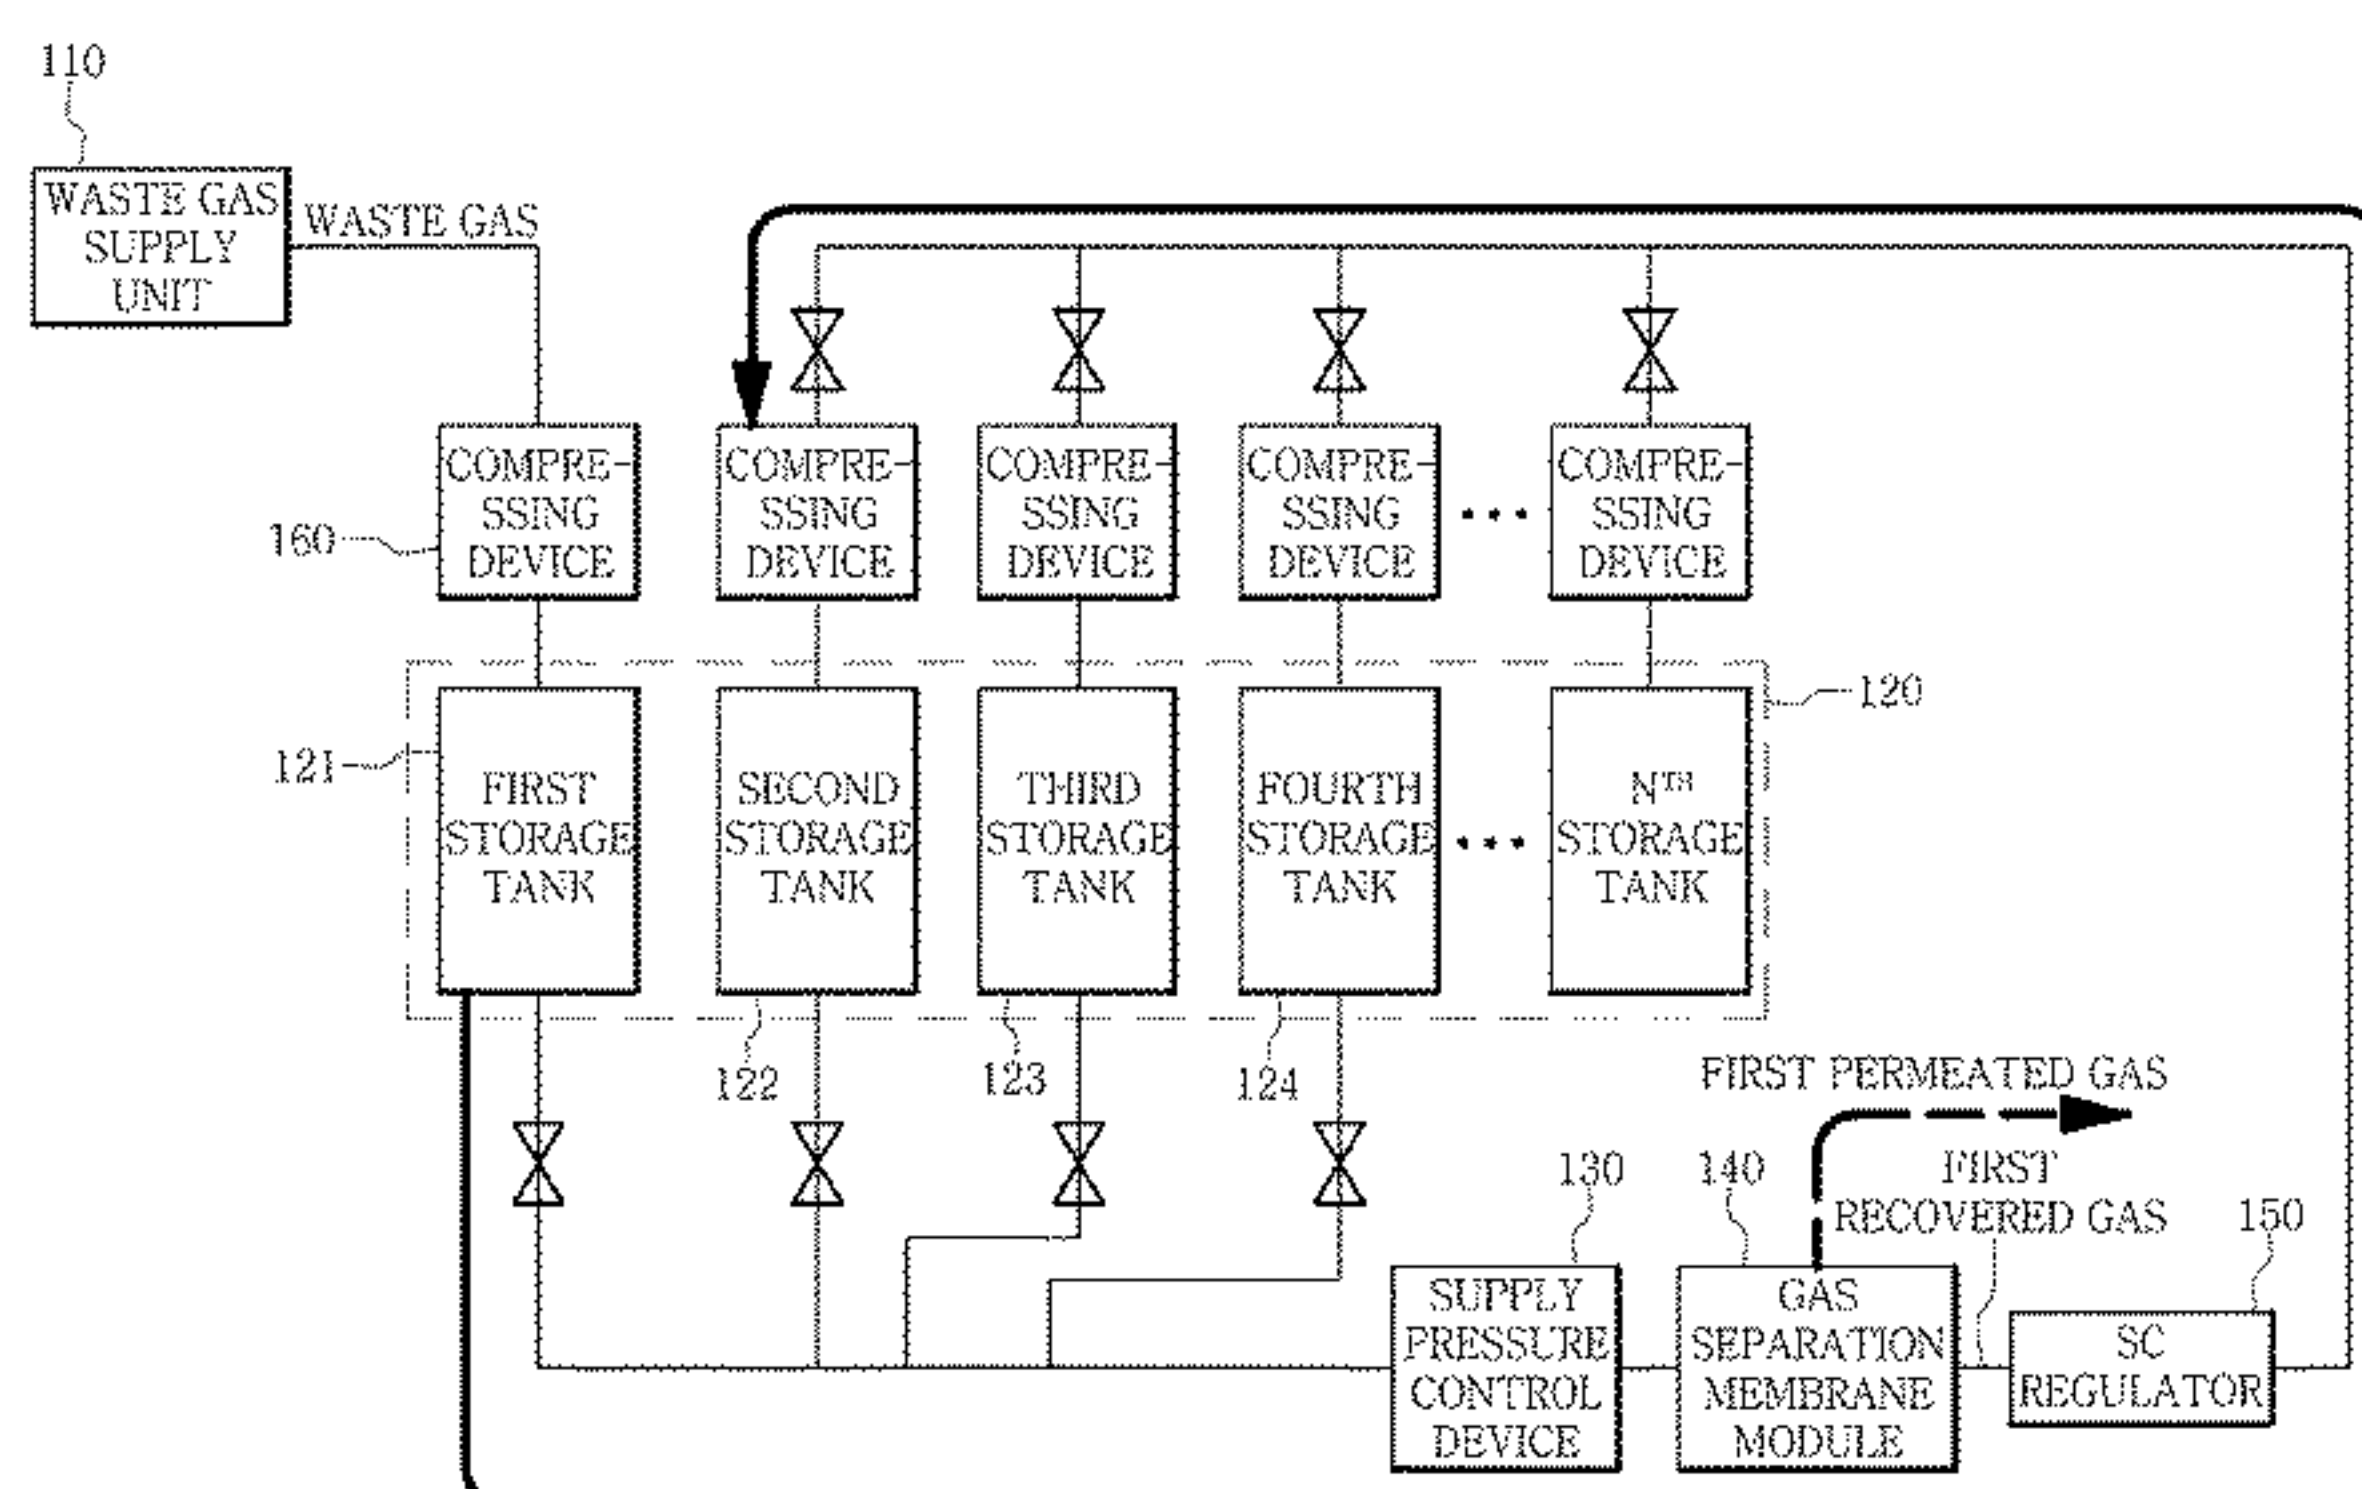 110
WASTE GAS
SUPPLY
UNIT
WASTE GAS
COMPRE-
SSING
DEVICE
COMPRE-
SSING
DEVICE
COMPRE-
SSING
DEVICE
COMPRE-
SSING
DEVICE
...
COMPRE-
SSING
DEVICE
160
120
121
FIRST
STORAGE
TANK
SECOND
STORAGE
TANK
THIRD
STORAGE
TANK
FOURTH
STORAGE
TANK
...
NTH
STORAGE
TANK
122
123
124
FIRST PERMEATED GAS
130
140
FIRST
RECOVERED GAS
150
SUPPLY
PRESSURE
CONTROL
DEVICE
GAS
SEPARATION
MEMBRANE
MODULE
SC
REGULATOR